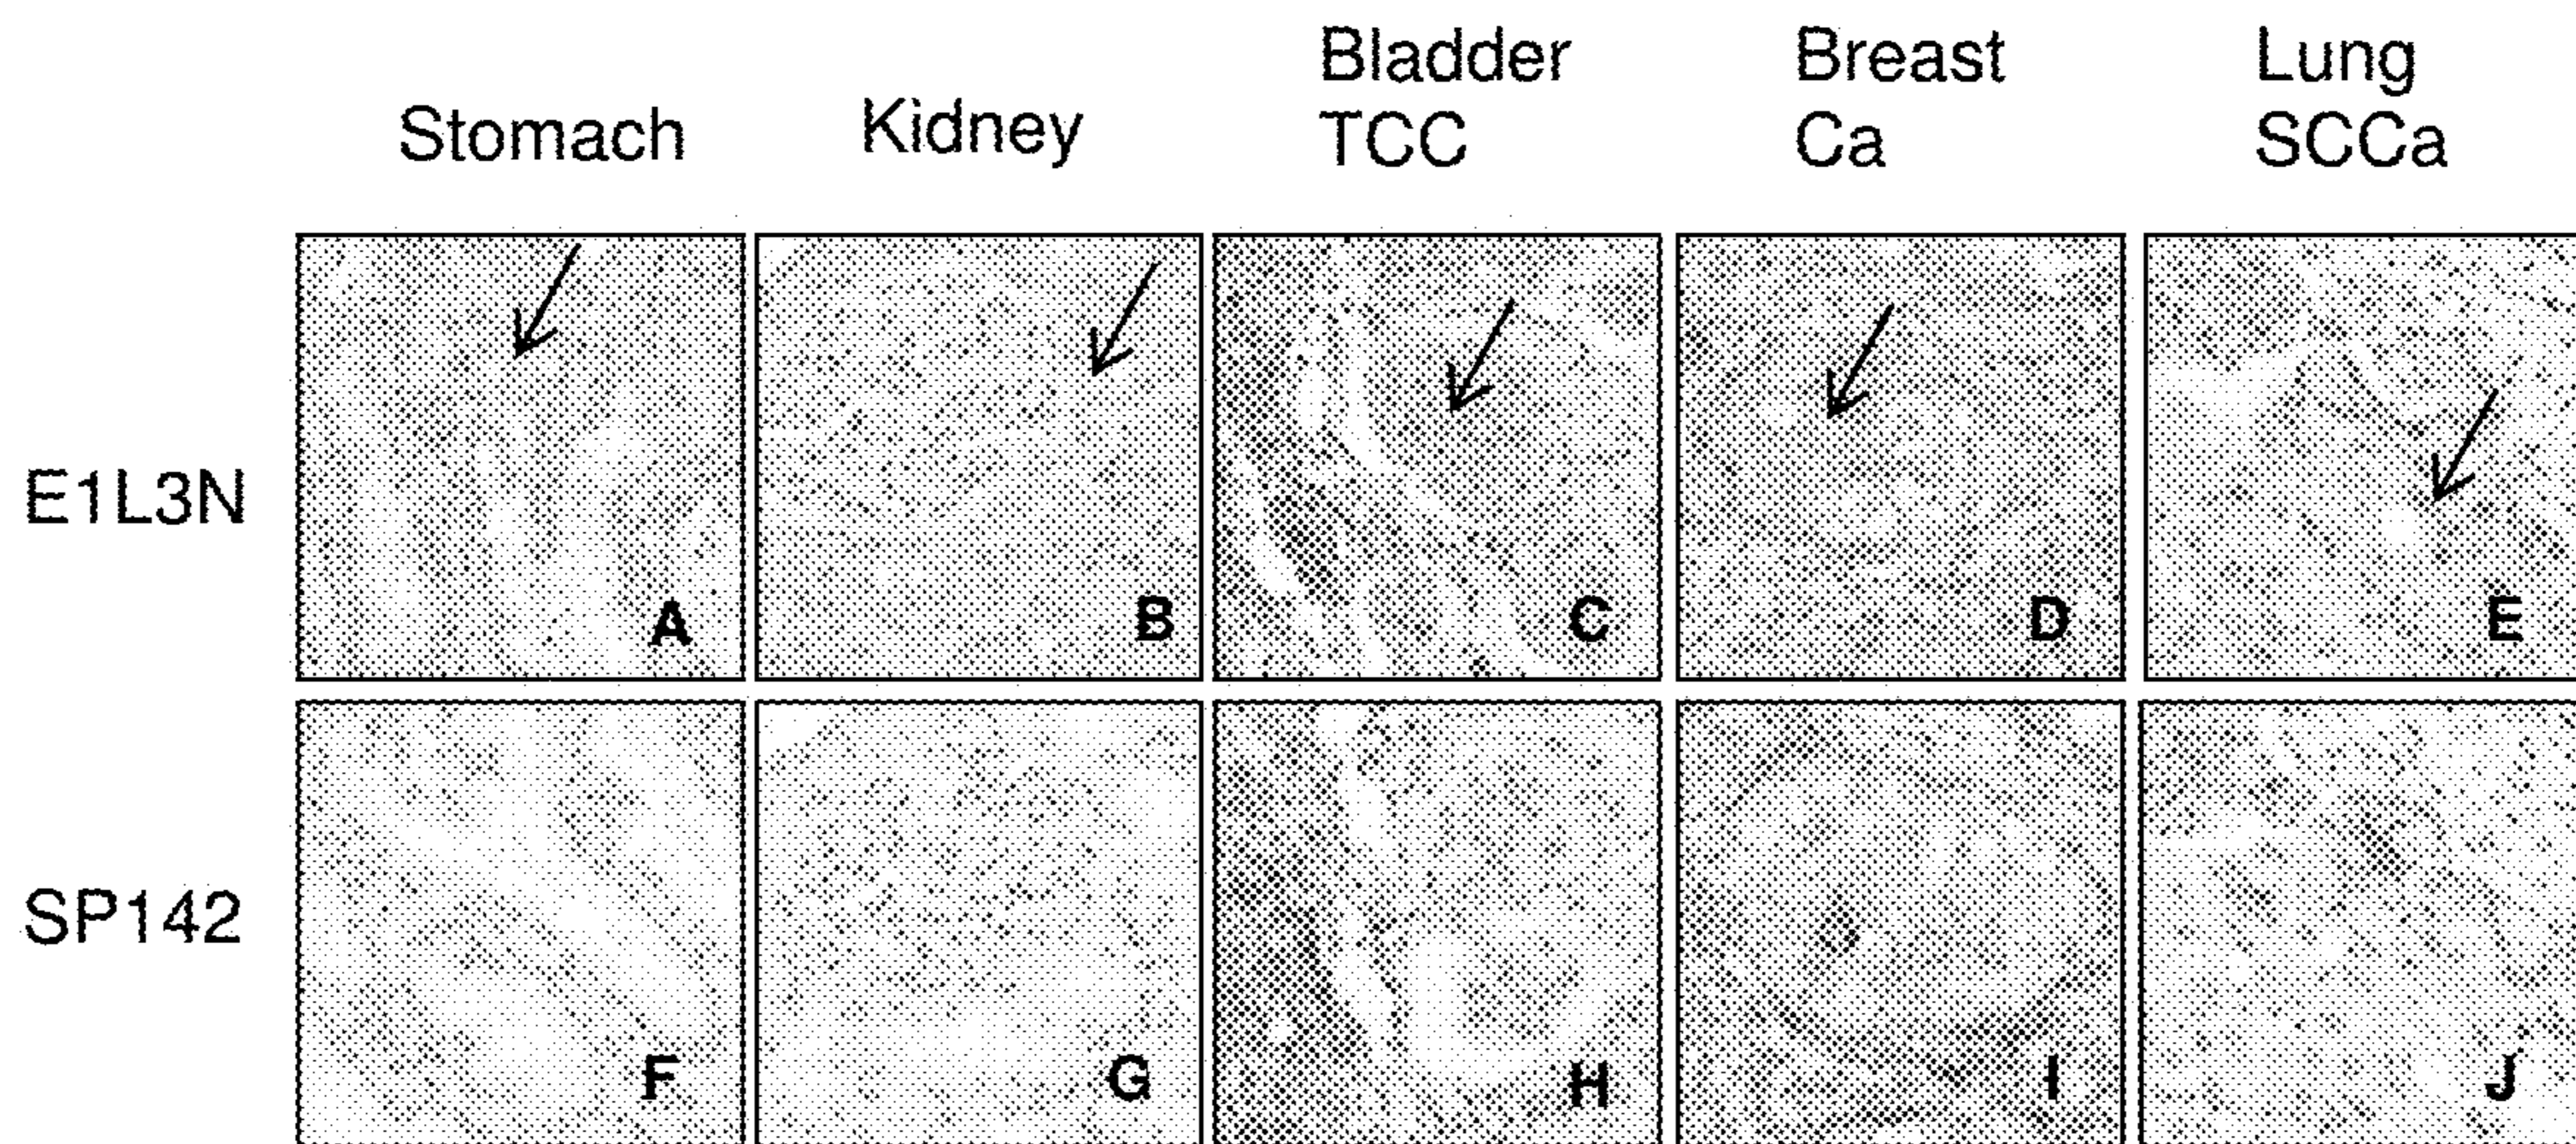 Stomach
Kidney
Bladder
TCC
Breast
Ca
Lung
SCCa
E1L3N
A
B
C
D
E
SP142
F
G
H
I
J